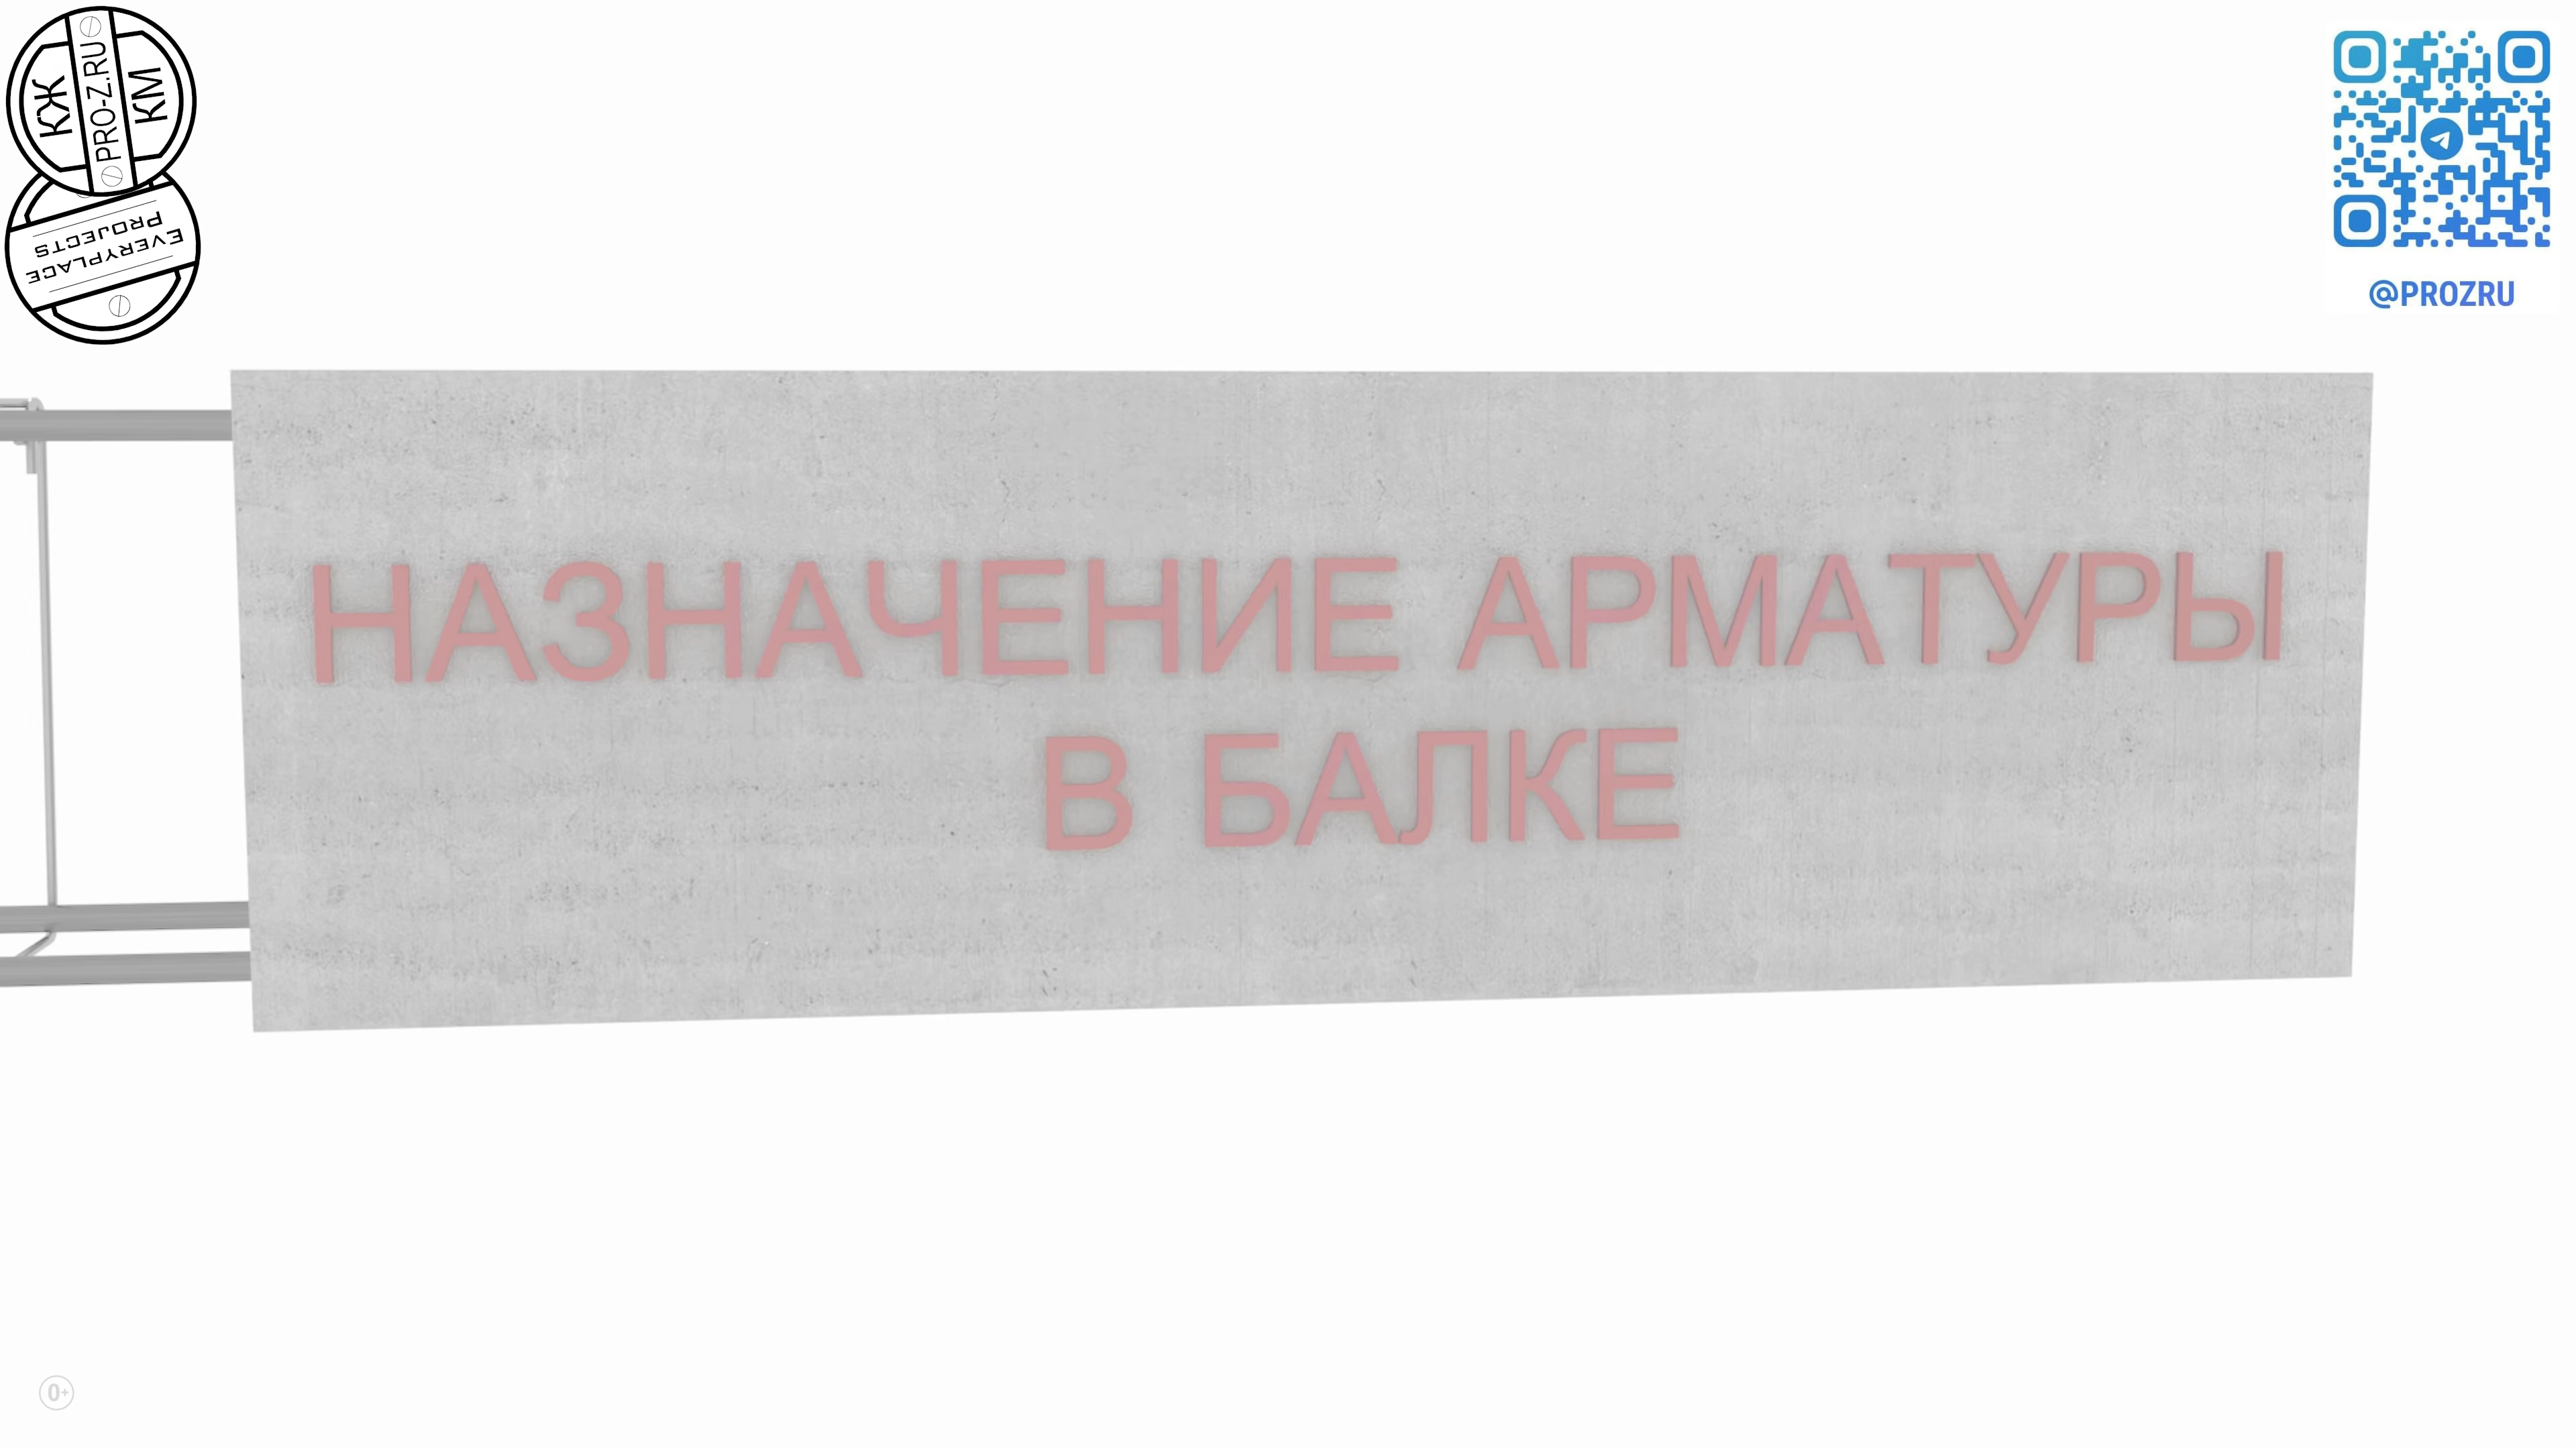 КЖ
PRO-Z.RU
КМ
EVERYPLACE
PROJECTS
@PROZRU
НАЗНАЧЕНИЕ АРМАТУРЫ
В БАЛКЕ
0+